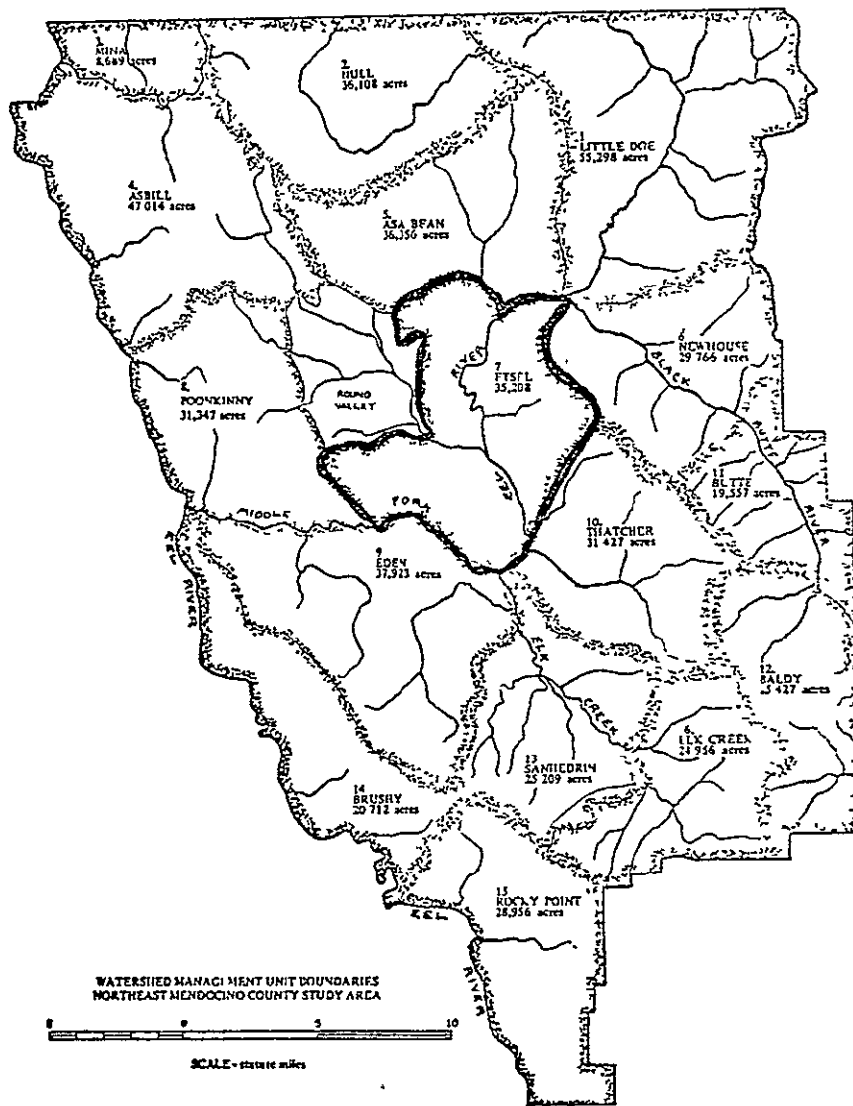 MINA
8,689 acres
2.
HULL
36,108 acres
1
LITTLE DOE
55,298 acres
4.
ASBILL
47 014 acres
5.
ASA BEAN
36,356 acres
6
NEWHOUSE
29 766 acres
BLACK
BUTTE
RIVER
RIVER
7
ETSEL
35,208
ROUND
VALLEY
8.
POONKINNY
31,347 acres
11
BUTTE
19,557 acres
MIDDLE
FORK
EEL
10.
THATCHER
31 427 acres
9.
EDEN
37,923 acres
EEL
RIVER
ELK
CREEK
12.
BALDY
ELK CREEK
13
SANHEDRIN
25 209 acres
14
BRUSHY
20 712 acres
15
ROCKY POINT
28,956 acres
EEL
RIVER
WATERSHED MANAGEMENT UNIT BOUNDARIES
NORTHEAST MENDOCINO COUNTY STUDY AREA
5
10
SCALE - statute miles